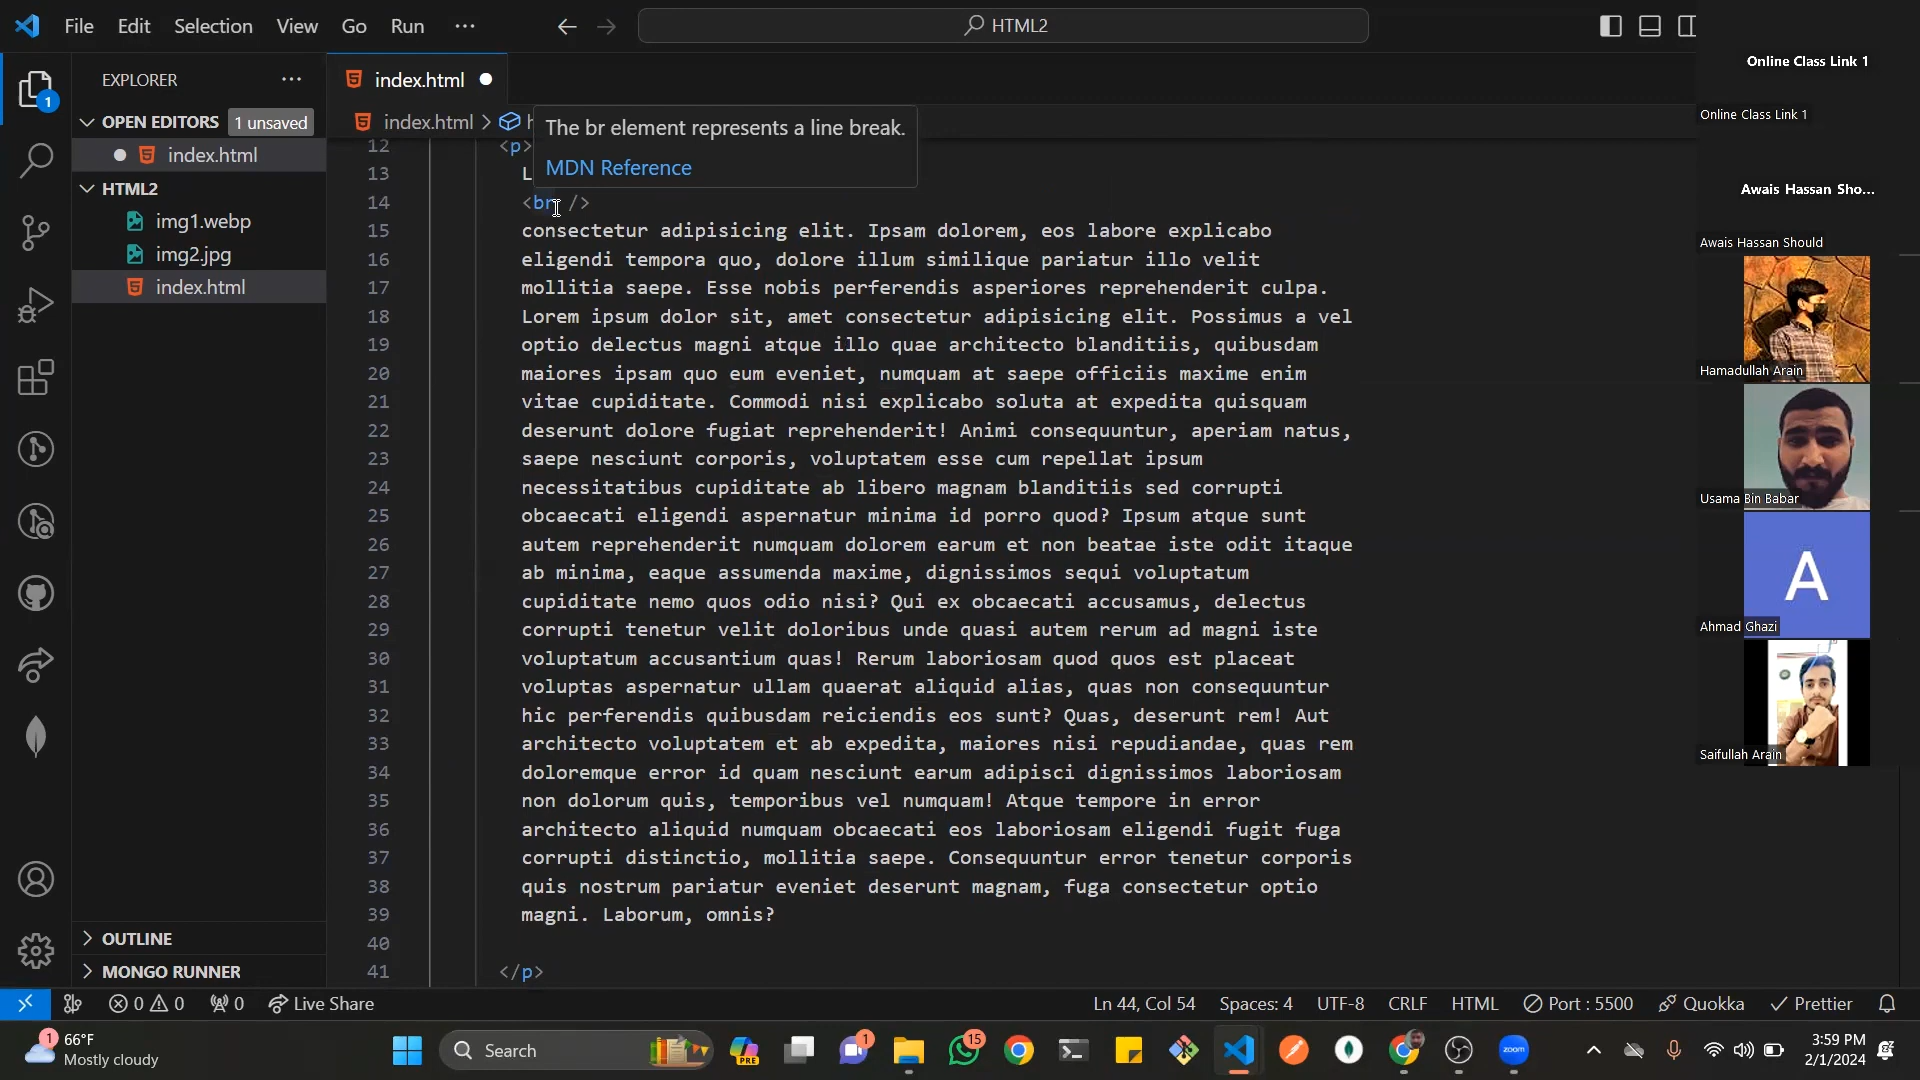 File Edit Selection View Go Run ··· HTML2
Online Class Link 1
EXPLORER ···
index.html
OPEN EDITORS 1 unsaved
index.html
HTML2
img1.webp
img2.jpg
index.html
index.html > h
The br element represents a line break.
MDN Reference
12 <p>
13 L
14 <br />
15 consectetur adipisicing elit. Ipsam dolorem, eos labore explicabo
16 eligendi tempora quo, dolore illum similique pariatur illo velit
17 mollitia saepe. Esse nobis perferendis asperiores reprehenderit culpa.
18 Lorem ipsum dolor sit, amet consectetur adipisicing elit. Possimus a vel
19 optio delectus magni atque illo quae architecto blanditiis, quibusdam
20 maiores ipsam quo eum eveniet, numquam at saepe officiis maxime enim
21 vitae cupiditate. Commodi nisi explicabo soluta at expedita quisquam
22 deserunt dolore fugiat reprehenderit! Animi consequuntur, aperiam natus,
23 saepe nesciunt corporis, voluptatem esse cum repellat ipsum
24 necessitatibus cupiditate ab libero magnam blanditiis sed corrupti
25 obcaecati eligendi aspernatur minima id porro quod? Ipsum atque sunt
26 autem reprehenderit numquam dolorem earum et non beatae iste odit itaque
27 ab minima, eaque assumenda maxime, dignissimos sequi voluptatum
28 cupiditate nemo quos odio nisi? Qui ex obcaecati accusamus, delectus
29 corrupti tenetur velit doloribus unde quasi autem rerum ad magni iste
30 voluptatum accusantium quas! Rerum laboriosam quod quos est placeat
31 voluptas aspernatur ullam quaerat aliquid alias, quas non consequuntur
32 hic perferendis quibusdam reiciendis eos sunt? Quas, deserunt rem! Aut
33 architecto voluptatem et ab expedita, maiores nisi repudiandae, quas rem
34 doloremque error id quam nesciunt earum adipisci dignissimos laboriosam
35 non dolorum quis, temporibus vel numquam! Atque tempore in error
36 architecto aliquid numquam obcaecati eos laboriosam eligendi fugit fuga
37 corrupti distinctio, mollitia saepe. Consequuntur error tenetur corporis
38 quis nostrum pariatur eveniet deserunt magnam, fuga consectetur optio
39 magni. Laborum, omnis?
40
41 </p>
Online Class Link 1
Awais Hassan Sho...
Awais Hassan Should
Hamadullah Arain
Usama Bin Babar
A
Ahmad Ghazi
Saifullah Arain
1
OUTLINE
MONGO RUNNER
0 0 0 Live Share Ln 44, Col 54 Spaces: 4 UTF-8 CRLF HTML Port : 5500 Quokka Prettier
1 66°F
Mostly cloudy
Search PRE 1 15 zoom
3:59 PM
2/1/2024